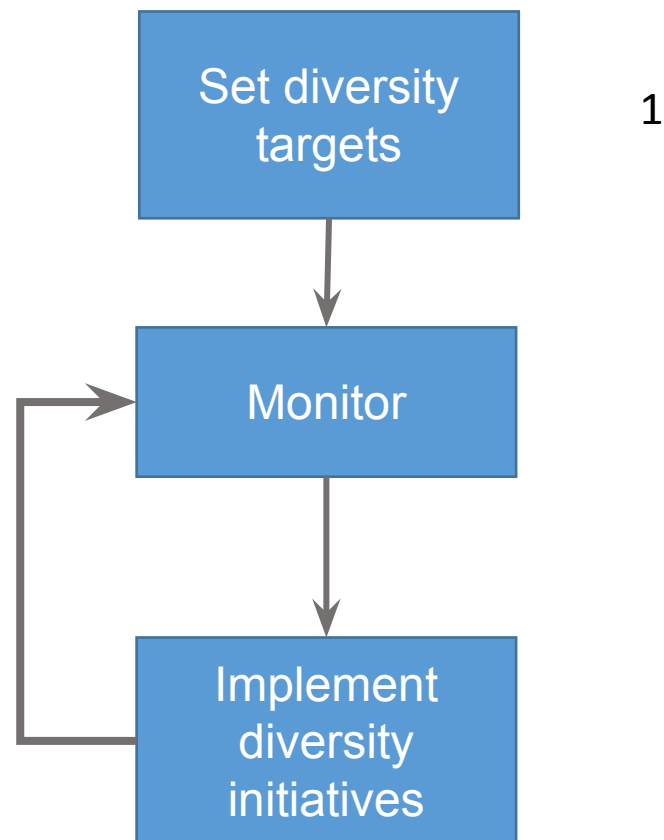 Set diversity
targets
1
Monitor
Implement
diversity
initiatives